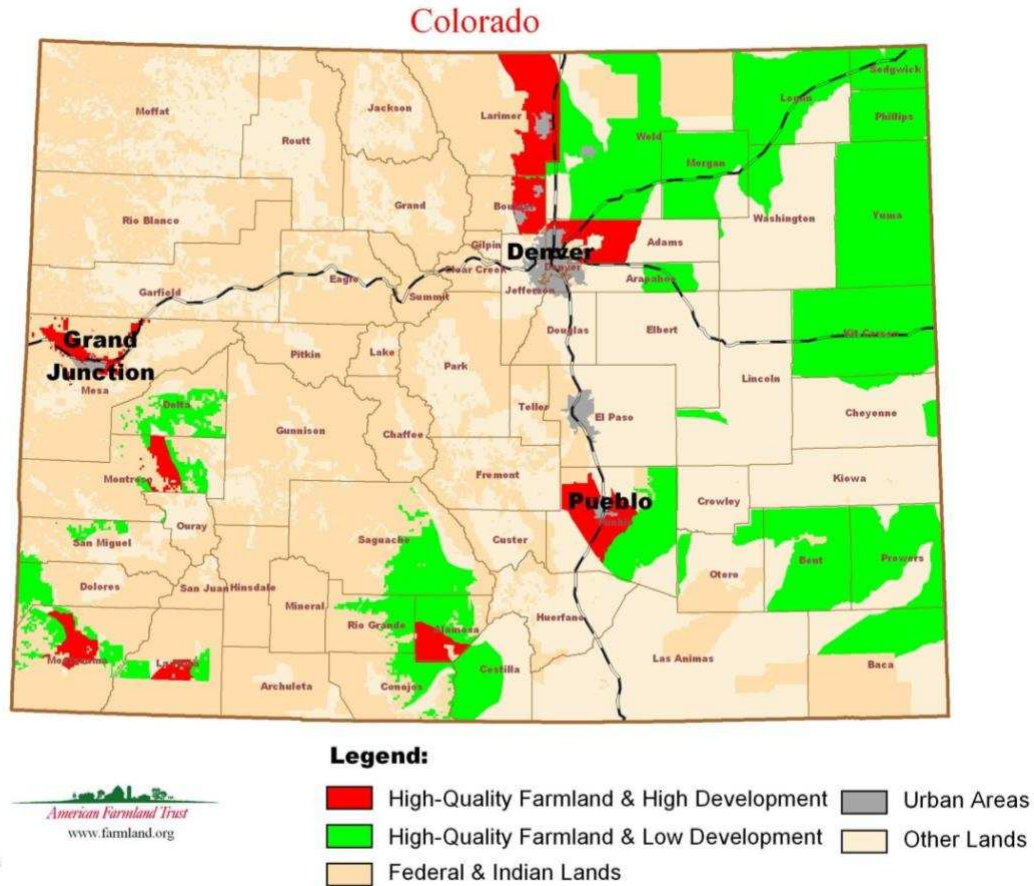 Colorado
Moffat
Jackson
Larimer
Routt
Weld
Logan
Sedgwick
Phillips
Morgan
Rio Blanco
Grand
Boulder
Washington
Yuma
Gilpin
Denver
Adams
Clear Creek
Denver
Garfield
Eagle
Summit
Jefferson
Arapahoe
Grand
Junction
Mesa
Pitkin
Lake
Park
Douglas
Elbert
Kit Carson
Lincoln
Delta
Gunnison
Chaffee
Teller
El Paso
Cheyenne
Montrose
Fremont
Pueblo
Pueblo
Crowley
Kiowa
Ouray
San Miguel
Saguache
Custer
Otero
Bent
Prowers
Dolores
San Juan
Hinsdale
Mineral
Rio Grande
Alamosa
Huerfano
Montezuma
La Plata
Archuleta
Conejos
Costilla
Las Animas
Baca
Legend:
High-Quality Farmland & High Development
Urban Areas
High-Quality Farmland & Low Development
Other Lands
Federal & Indian Lands
American Farmland Trust
www.farmland.org